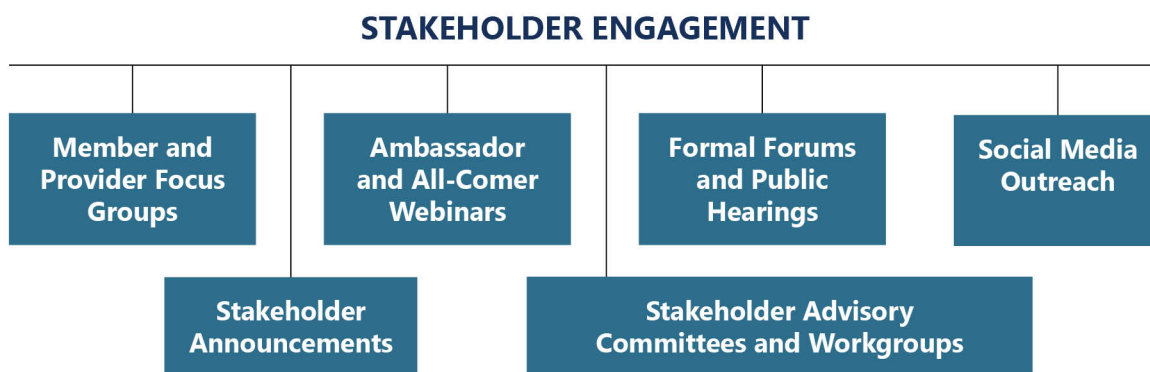 STAKEHOLDER ENGAGEMENT
Member and
Provider Focus
Groups
Ambassador
and All-Comer
Webinars
Formal Forums
and Public
Hearings
Social Media
Outreach
Stakeholder
Announcements
Stakeholder Advisory
Committees and Workgroups